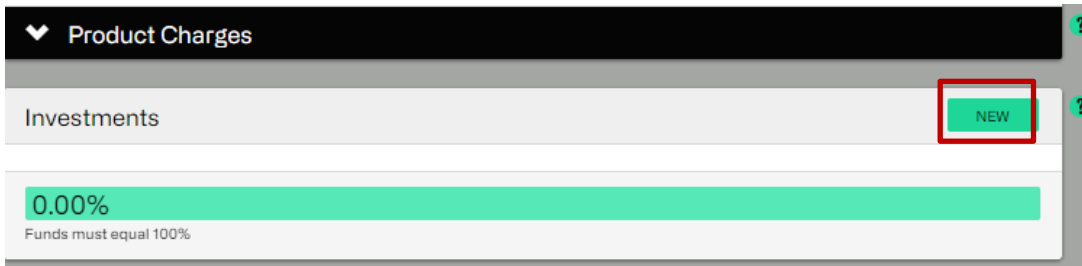 Product Charges
?
Investments
NEW
?
0.00%
Funds must equal 100%